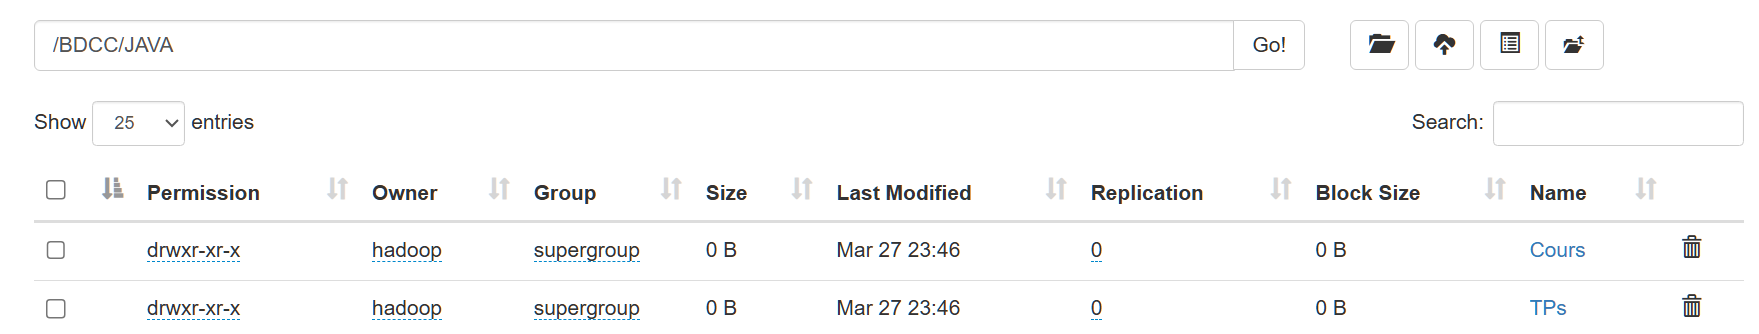 /BDCC/JAVA Go!
Show 25 entries Search:
Permission Owner Group Size Last Modified Replication Block Size Name
drwxr-xr-x hadoop supergroup 0 B Mar 27 23:46 0 0 B Cours
drwxr-xr-x hadoop supergroup 0 B Mar 27 23:46 0 0 B TPs